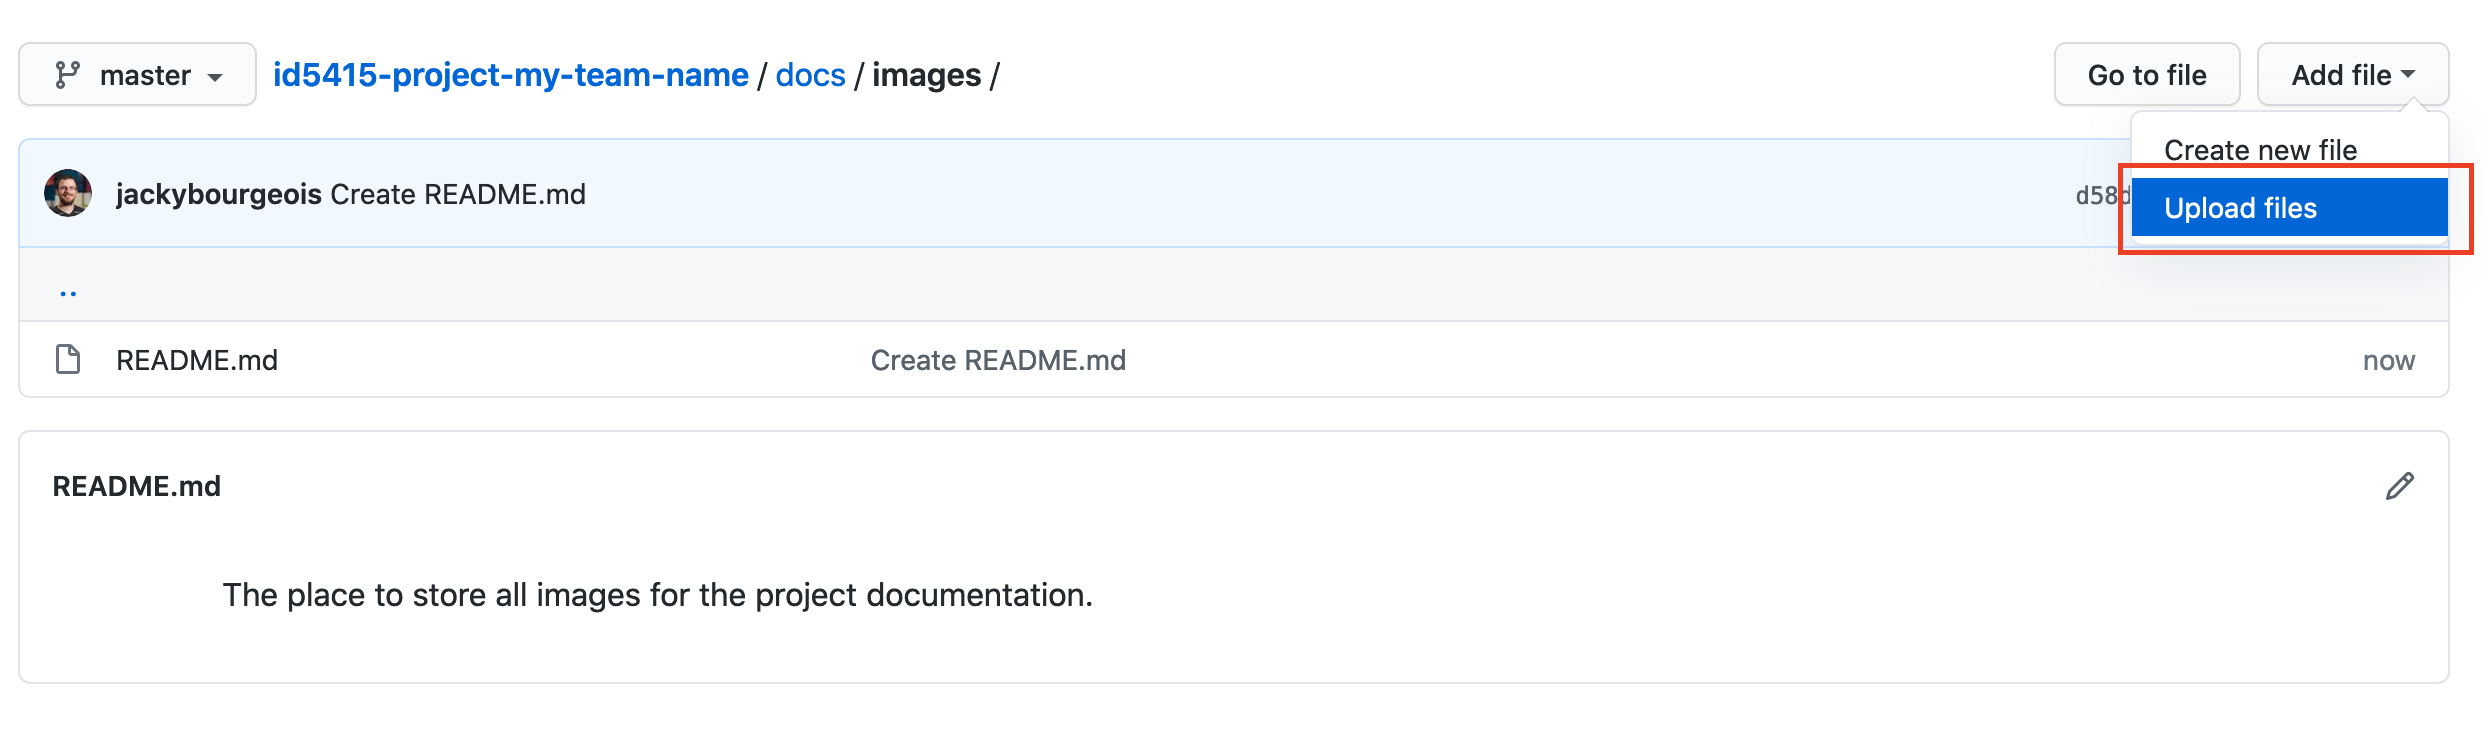 master id5415-project-my-team-name / docs / images / Go to file Add file
Create new file
jackybourgeois Create README.md d58d
Upload files
..
README.md Create README.md now
README.md
The place to store all images for the project documentation.